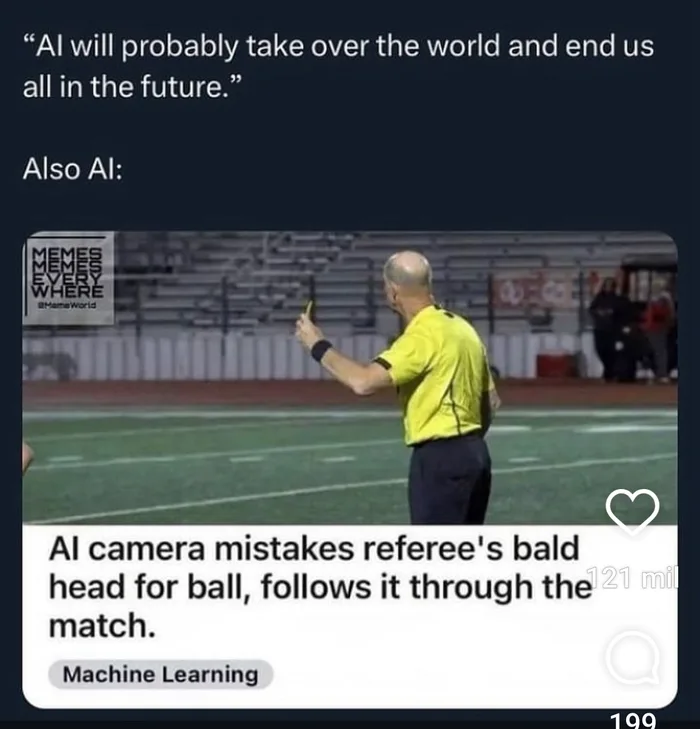 “AI will probably take over the world and end us
all in the future.”
Also AI:
MEMES
MEMES
EVERY
WHERE
@MemeWorld
AI camera mistakes referee's bald
head for ball, follows it through the
match.
Machine Learning
121 mil
199